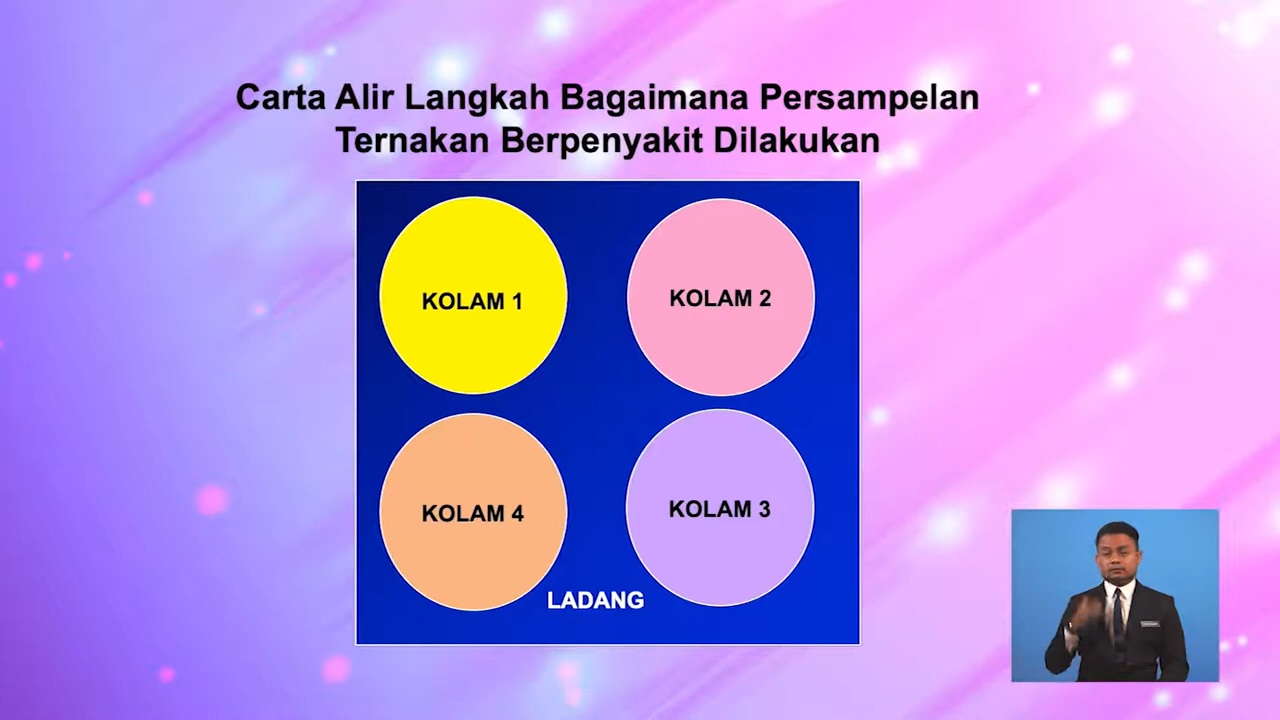 Carta Alir Langkah Bagaimana Persampelan
Ternakan Berpenyakit Dilakukan
KOLAM 1
KOLAM 2
KOLAM 4
KOLAM 3
LADANG